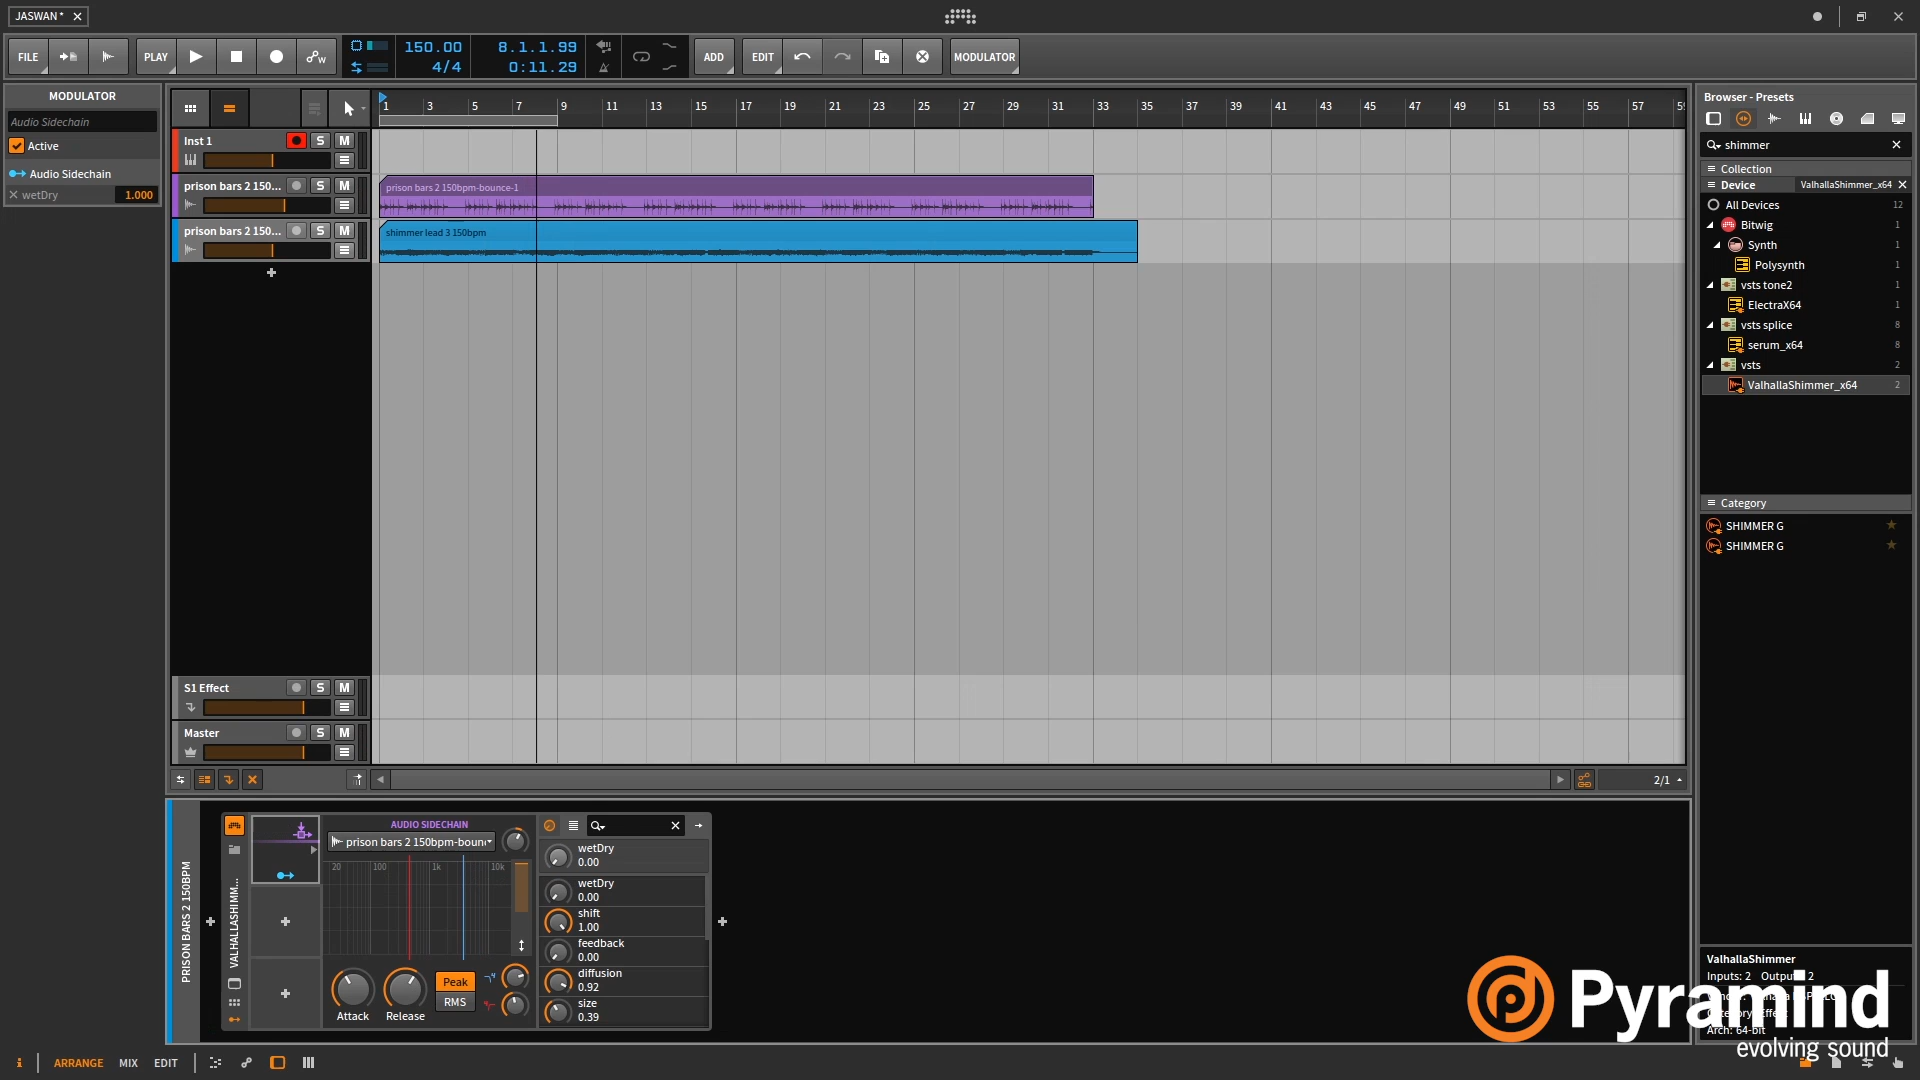 JASWAN *
FILE
PLAY
150.00
4/4
8.1.1.99
0:11.29
ADD
EDIT
MODULATOR
MODULATOR
Audio Sidechain
Active
Audio Sidechain
wetDry 1.000
1 3 5 7 9 11 13 15 17 19 21 23 25 27 29 31 33 35 37 39 41 43 45 47 49 51 53 55 57
Inst 1 S M
prison bars 2 150... S M
prison bars 2 150bpm-bounce-1
prison bars 2 150... S M
shimmer lead 3 150bpm
S1 Effect S M
Master S M
2/1
Browser - Presets
shimmer
Collection
Device ValhallaShimmer_x64
All Devices 12
Bitwig 1
Synth 1
Polysynth 1
vsts tone2 1
ElectraX64 1
vsts splice 8
serum_x64 8
vsts 2
ValhallaShimmer_x64 2
Category
SHIMMER G
SHIMMER G
PRISON BARS 2 150BPM
VALHALLASHIMM...
AUDIO SIDECHAIN
prison bars 2 150bpm-boun
20 100 1k 10k
Attack
Release
Peak
RMS
wetDry
0.00
wetDry
0.00
shift
1.00
feedback
0.00
diffusion
0.92
size
0.39
ValhallaShimmer
Inputs: 2 Outputs: 2
Arch: 64-bit
Pyramind
evolving sound
i ARRANGE MIX EDIT